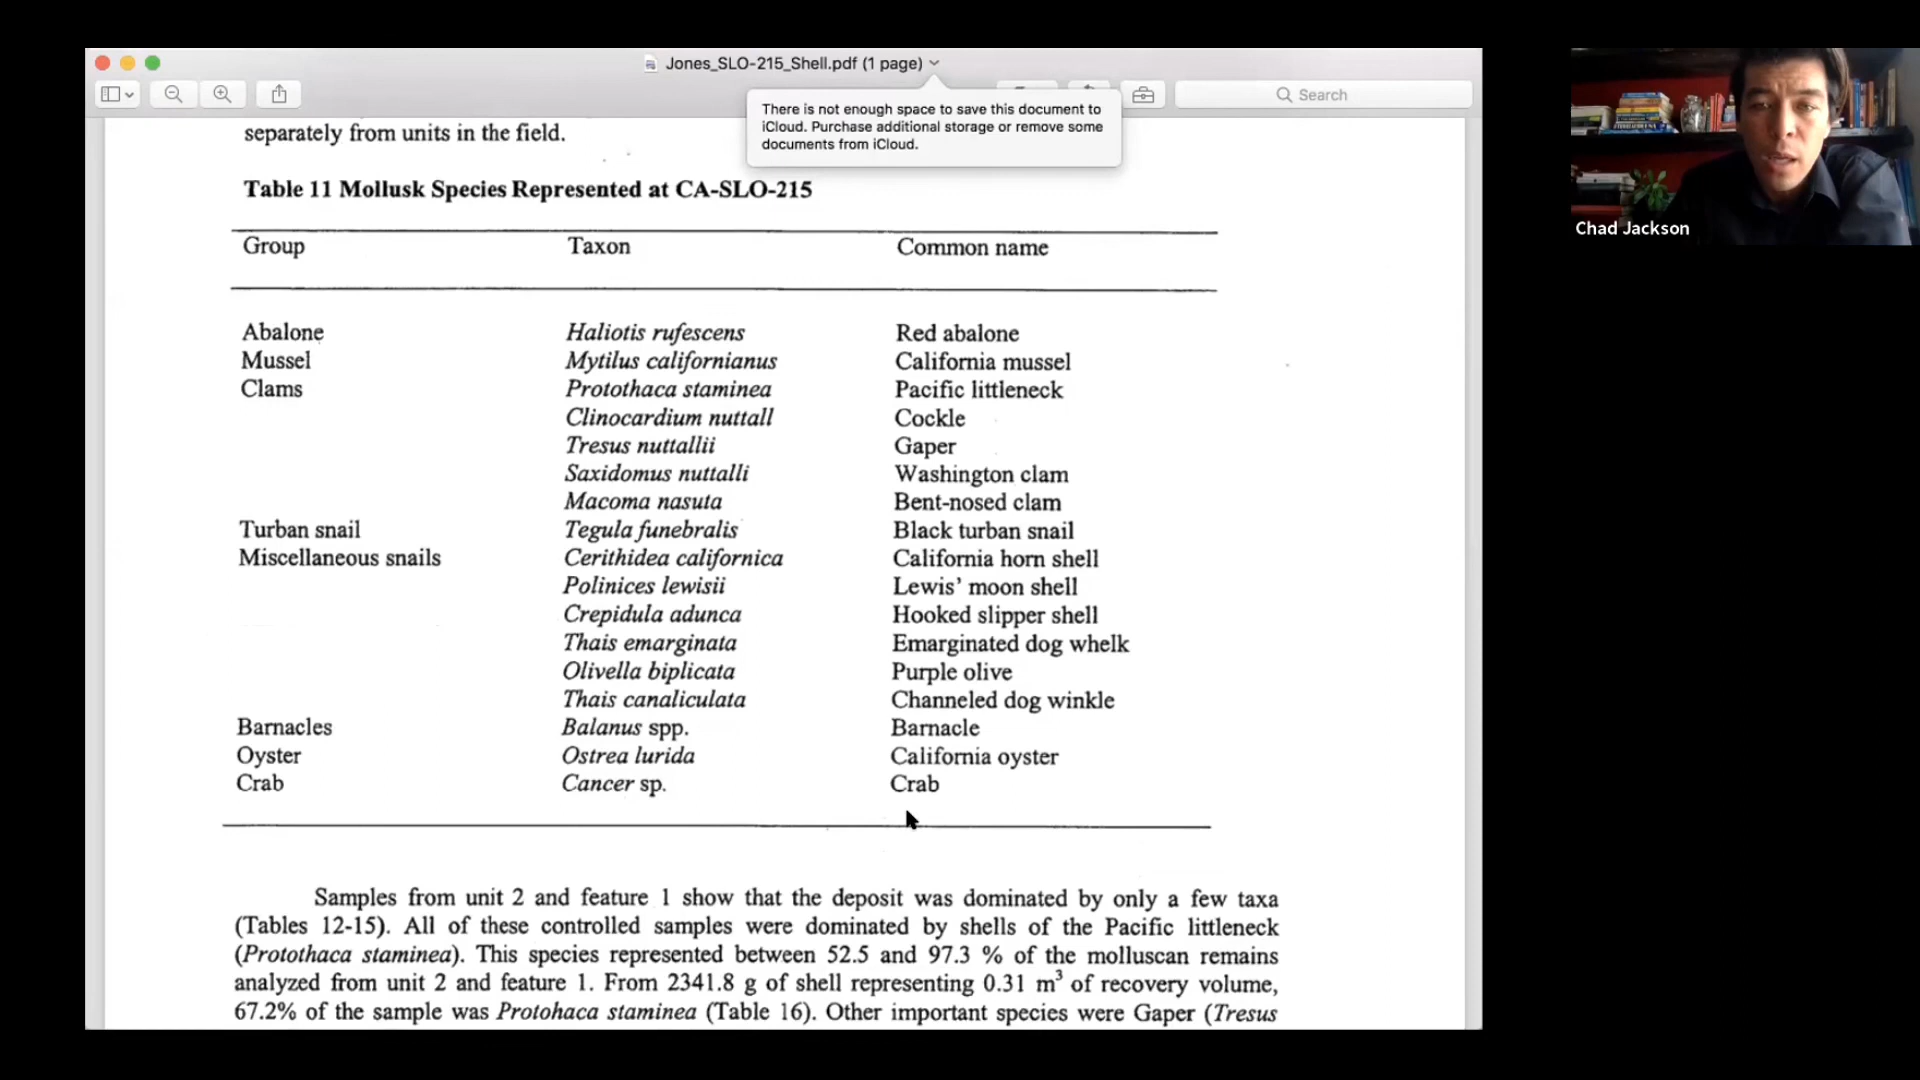 Jones_SLO-215_Shell.pdf (1 page)
Search
There is not enough space to save this document to
iCloud. Purchase additional storage or remove some
documents from iCloud.
separately from units in the field.
Table 11 Mollusk Species Represented at CA-SLO-215
Group Taxon Common name
Abalone Haliotis rufescens Red abalone
Mussel Mytilus californianus California mussel
Clams Protothaca staminea Pacific littleneck
Clinocardium nuttall Cockle
Tresus nuttallii Gaper
Saxidomus nuttalli Washington clam
Macoma nasuta Bent-nosed clam
Turban snail Tegula funebralis Black turban snail
Miscellaneous snails Cerithidea californica California horn shell
Polinices lewisii Lewis' moon shell
Crepidula adunca Hooked slipper shell
Thais emarginata Emarginated dog whelk
Olivella biplicata Purple olive
Thais canaliculata Channeled dog winkle
Barnacles Balanus spp. Barnacle
Oyster Ostrea lurida California oyster
Crab Cancer sp. Crab
Samples from unit 2 and feature 1 show that the deposit was dominated by only a few taxa
(Tables 12-15). All of these controlled samples were dominated by shells of the Pacific littleneck
(Protothaca staminea). This species represented between 52.5 and 97.3 % of the molluscan remains
analyzed from unit 2 and feature 1. From 2341.8 g of shell representing 0.31 m³ of recovery volume,
67.2% of the sample was Protohaca staminea (Table 16). Other important species were Gaper (Tresus
Chad Jackson